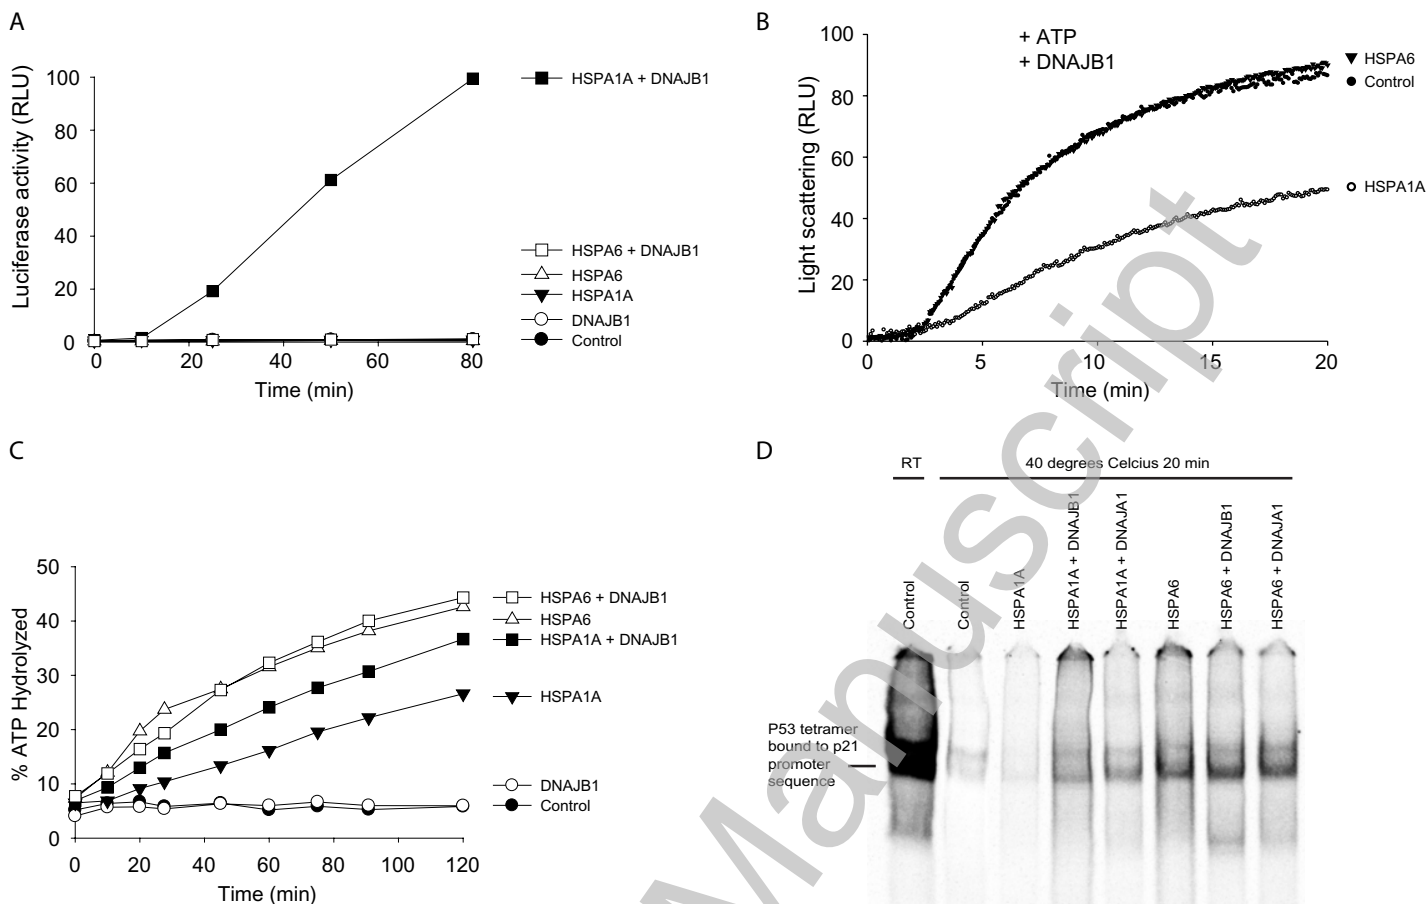 A
Luciferase activity (RLU)
100
80
60
40
20
0
0 20 40 60 80
Time (min)
HSPA1A + DNAJB1
HSPA6 + DNAJB1
HSPA6
HSPA1A
DNAJB1
Control
B
+ ATP
+ DNAJB1
Light scattering (RLU)
100
80
60
40
20
0
0 5 10 15 20
Time (min)
HSPA6
Control
HSPA1A
C
% ATP Hydrolyzed
50
40
30
20
10
0
0 20 40 60 80 100 120
Time (min)
HSPA6 + DNAJB1
HSPA6
HSPA1A + DNAJB1
HSPA1A
DNAJB1
Control
D
RT
40 degrees Celcius 20 min
Control
Control
HSPA1A
HSPA1A + DNAJB1
HSPA1A + DNAJA1
HSPA6
HSPA6 + DNAJB1
HSPA6 + DNAJA1
P53 tetramer
bound to p21
promoter
sequence
Manuscript